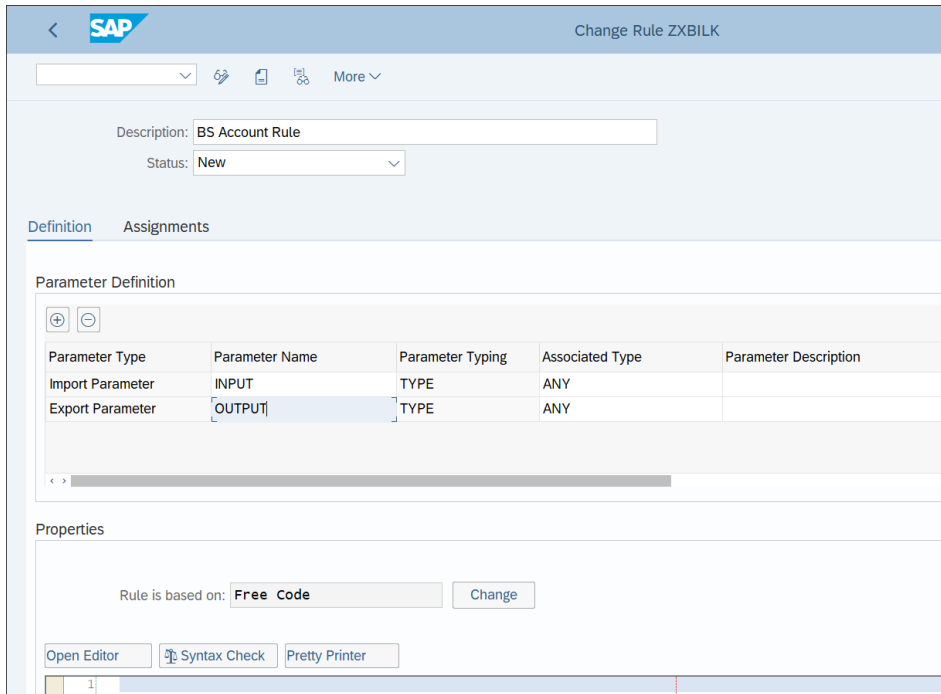 SAP Change Rule ZXBILK
More
Description: BS Account Rule
Status: New
Definition Assignments
Parameter Definition
Parameter Type Parameter Name Parameter Typing Associated Type Parameter Description
Import Parameter INPUT TYPE ANY
Export Parameter OUTPUT TYPE ANY
Properties
Rule is based on: Free Code Change
Open Editor Syntax Check Pretty Printer
1